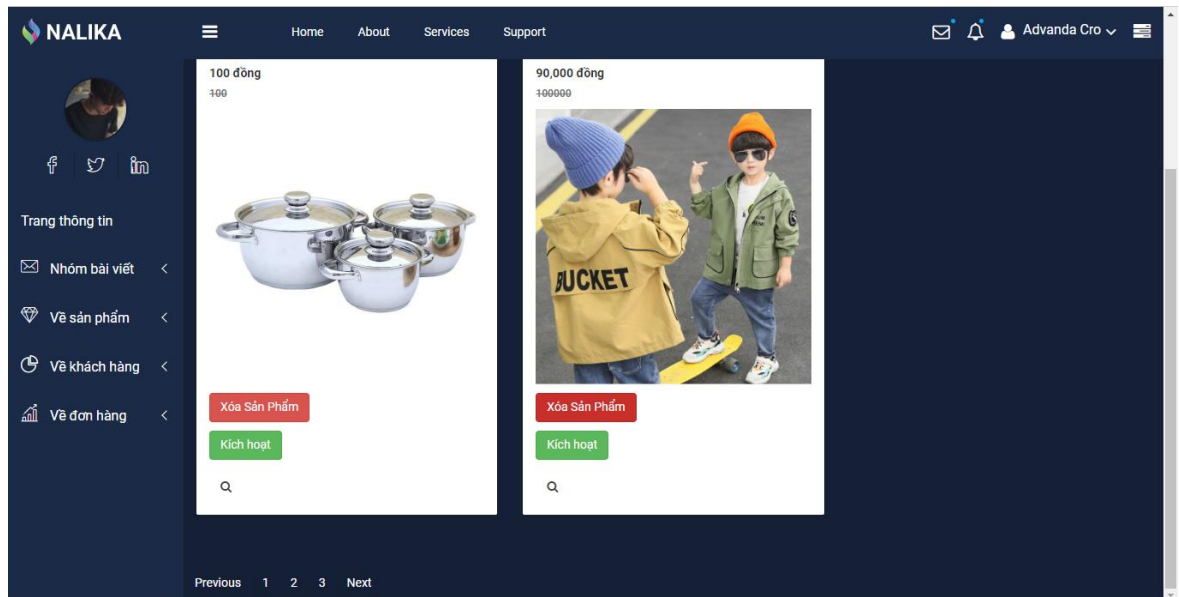 NALIKA
Home About Services Support
Advanda Cro
100 đồng
100
90,000 đồng
100000
Trang thông tin
Nhóm bài viết
Về sản phẩm
Về khách hàng
Về đơn hàng
BUCKET
Xóa Sản Phẩm
Kích hoạt
Xóa Sản Phẩm
Kích hoạt
Previous 1 2 3 Next